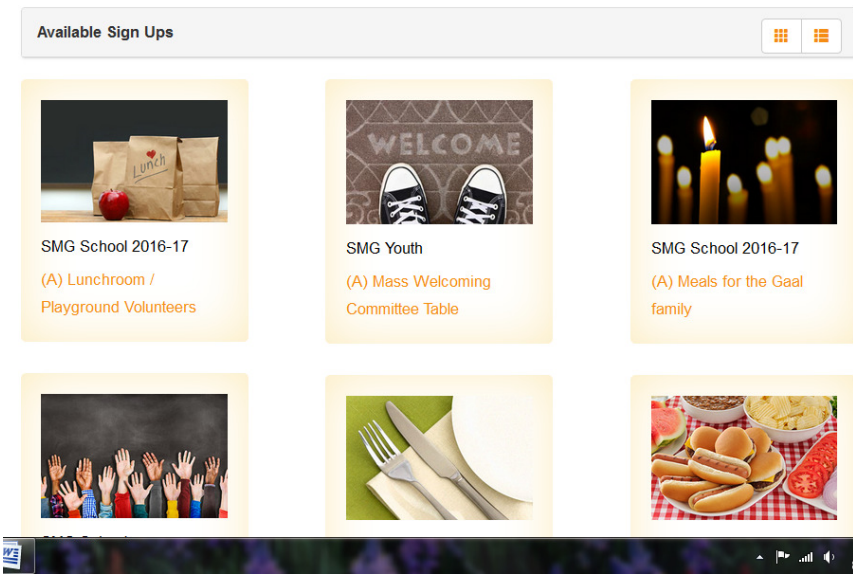 Available Sign Ups
Lunch
WELCOME
SMG School 2016-17
(A) Lunchroom /
Playground Volunteers
SMG Youth
(A) Mass Welcoming
Committee Table
SMG School 2016-17
(A) Meals for the Gaal
family
W